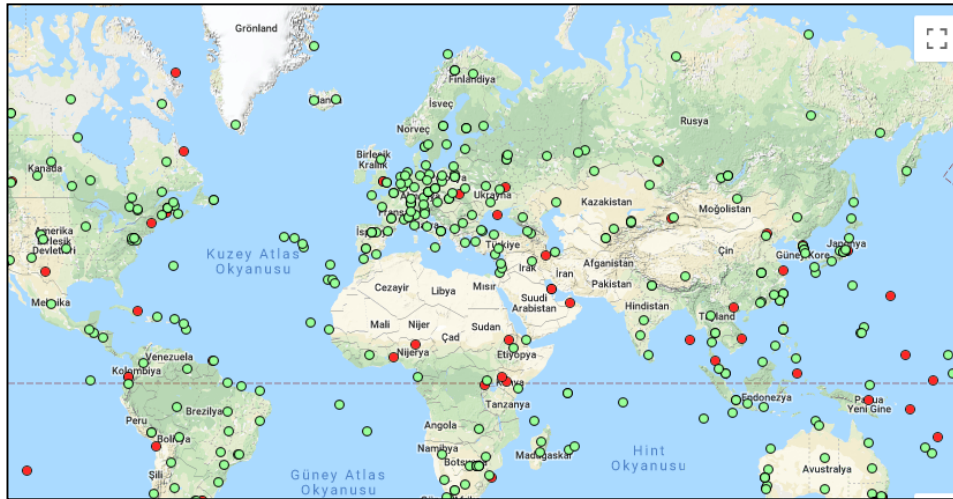 Grönland
İsveç
Finlandiya
Norveç
Rusya
Birleşik
Krallık
Kanada
Ukrayna
Kazakistan
Moğolistan
Amerika
Birleşik
Devletleri
Kuzey Atlas
Okyanusu
Türkiye
Çin
Güney Kore
Japonya
Irak
İran
Afganistan
Pakistan
Cezayir
Libya
Mısır
Suudi
Arabistan
Hindistan
Meksika
Mali
Nijer
Çad
Sudan
Tayland
Nijerya
Etiyopya
Venezuela
Kolombiya
Kenya
Endonezya
Papua
Yeni Gine
Brezilya
Peru
Tanzanya
Angola
Bolivya
Namibya
Botsvana
Madagaskar
Hint
Okyanusu
Güney Atlas
Okyanusu
Şili
Avustralya